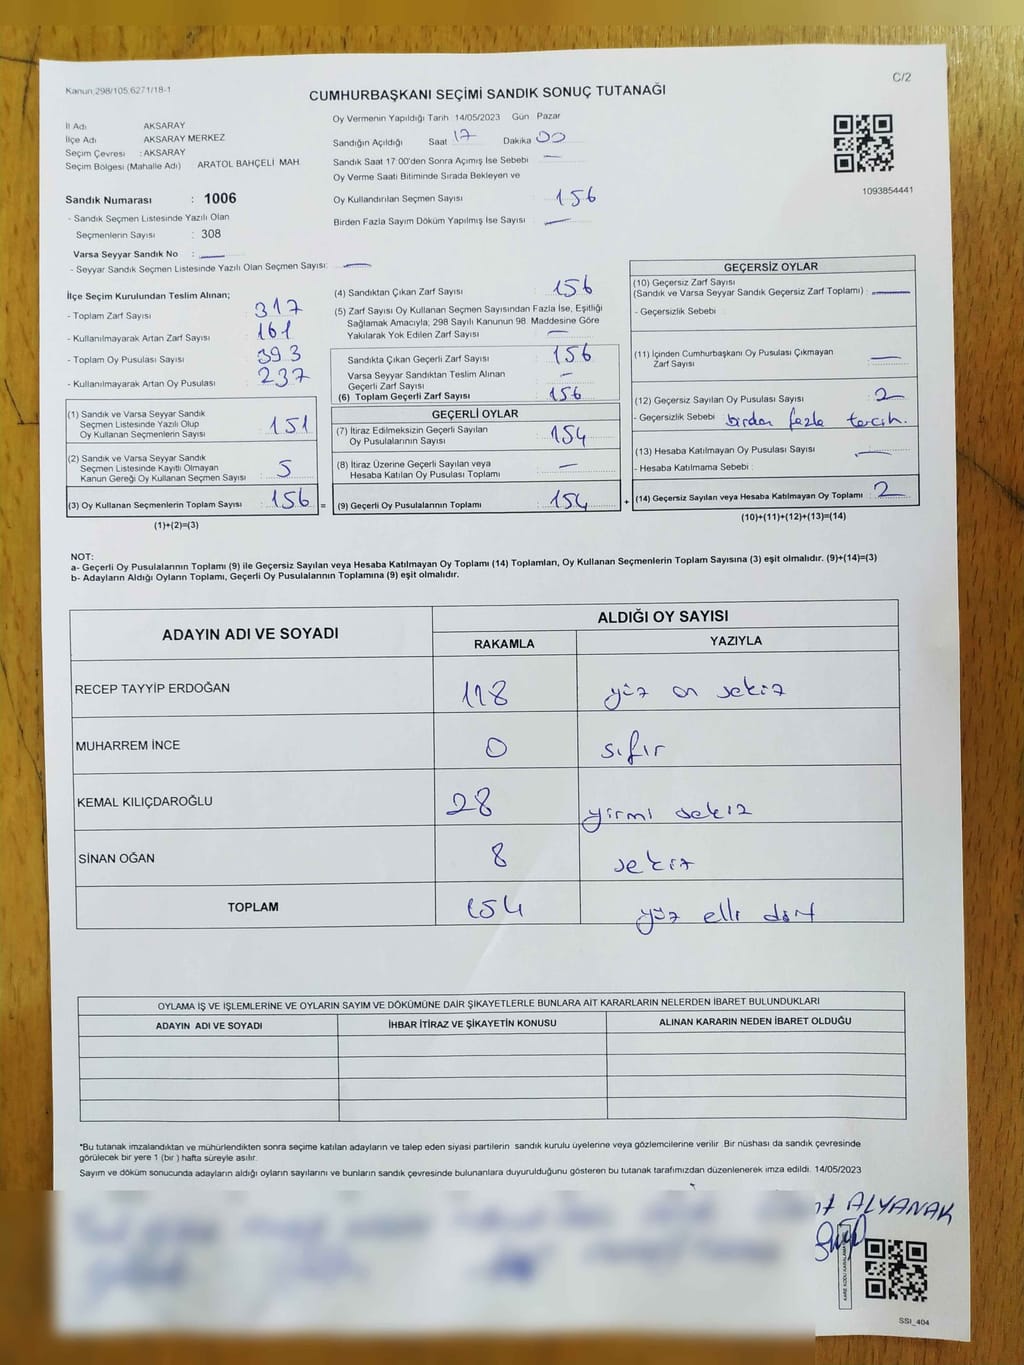 Kanun 298/105,6271/18-1
C/2
CUMHURBAŞKANI SEÇİMİ SANDIK SONUÇ TUTANAĞI
İl Adı AKSARAY
İlçe Adı AKSARAY MERKEZ
Seçim Çevresi : AKSARAY
Seçim Bölgesi (Mahalle Adı) : ARATOL BAHÇELİ MAH.
Sandık Numarası : 1006
- Sandık Seçmen Listesinde Yazılı Olan
Seçmenlerin Sayısı : 308
Varsa Seyyar Sandık No : —
- Seyyar Sandık Seçmen Listesinde Yazılı Olan Seçmen Sayısı: —
Oy Vermenin Yapıldığı Tarih 14/05/2023 Gün Pazar
Sandığın Açıldığı Saat 17 Dakika 00
Sandık Saat 17 00'den Sonra Açımış İse Sebebi —
Oy Verme Saati Bitiminde Sırada Bekleyen ve
Oy Kullandırılan Seçmen Sayısı 156
Birden Fazla Sayım Döküm Yapılmış İse Sayısı —
1093854441
İlçe Seçim Kurulundan Teslim Alınan;
- Toplam Zarf Sayısı 317
- Kullanılmayarak Artan Zarf Sayısı 161
- Toplam Oy Pusulası Sayısı 393
- Kullanılmayarak Artan Oy Pusulası 237
(1) Sandık ve Varsa Seyyar Sandık
Seçmen Listesinde Yazılı Olup
Oy Kullanan Seçmenlerin Sayısı 151
(2) Sandık ve Varsa Seyyar Sandık
Seçmen Listesinde Kayıtlı Olmayan
Kanun Gereği Oy Kullanan Seçmen Sayısı : 5
(3) Oy Kullanan Seçmenlerin Toplam Sayısı : 156 =
(1)+(2)=(3)
(4) Sandıktan Çıkan Zarf Sayısı : 156
(5) Zarf Sayısı Oy Kullanan Seçmen Sayısından Fazla İse, Eşitliği
Sağlamak Amacıyla; 298 Sayılı Kanunun 98. Maddesine Göre
Yakılarak Yok Edilen Zarf Sayısı : —
Sandıkta Çıkan Geçerli Zarf Sayısı : 156
Varsa Seyyar Sandıktan Teslim Alınan
Geçerli Zarf Sayısı : —
(6) Toplam Geçerli Zarf Sayısı : 156
GEÇERLİ OYLAR
(7) İtiraz Edilmeksizin Geçerli Sayılan
Oy Pusulalarının Sayısı : 154
(8) İtiraz Üzerine Geçerli Sayılan veya
Hesaba Katılan Oy Pusulası Toplamı : —
(9) Geçerli Oy Pusulalarının Toplamı : 154 +
GEÇERSİZ OYLAR
(10) Geçersiz Zarf Sayısı
(Sandık ve Varsa Seyyar Sandık Geçersiz Zarf Toplamı) : —
- Geçersizlik Sebebi :
(11) İçinden Cumhurbaşkanı Oy Pusulası Çıkmayan
Zarf Sayısı : —
(12) Geçersiz Sayılan Oy Pusulası Sayısı : 2
- Geçersizlik Sebebi : birden fazla tercih.
(13) Hesaba Katılmayan Oy Pusulası Sayısı : —
- Hesaba Katılmama Sebebi :
(14) Geçersiz Sayılan veya Hesaba Katılmayan Oy Toplamı : 2
(10)+(11)+(12)+(13)=(14)
NOT:
a- Geçerli Oy Pusulalarının Toplamı (9) ile Geçersiz Sayılan veya Hesaba Katılmayan Oy Toplamı (14) Toplamları, Oy Kullanan Seçmenlerin Toplam Sayısına (3) eşit olmalıdır. (9)+(14)=(3)
b- Adayların Aldığı Oyların Toplamı, Geçerli Oy Pusulalarının Toplamına (9) eşit olmalıdır.
ADAYIN ADI VE SOYADI
ALDIĞI OY SAYISI
RAKAMLA YAZIYLA
RECEP TAYYİP ERDOĞAN 118 yüz on sekiz
MUHARREM İNCE 0 sıfır
KEMAL KILIÇDAROĞLU 28 yirmi sekiz
SİNAN OĞAN 8 sekiz
TOPLAM 154 yüz elli dört
OYLAMA İŞ VE İŞLEMLERİNE VE OYLARIN SAYIM VE DÖKÜMÜNE DAİR ŞİKAYETLERLE BUNLARA AİT KARARLARIN NELERDEN İBARET BULUNDUKLARI
ADAYIN ADI VE SOYADI İHBAR İTİRAZ VE ŞİKAYETİN KONUSU ALINAN KARARIN NEDEN İBARET OLDUĞU
*Bu tutanak imzalandıktan ve mühürlendikten sonra seçime katılan adayların ve talep eden siyasi partilerin sandık kurulu üyelerine veya gözlemcilerine verilir .Bir nüshası da sandık çevresinde
görülecek bir yere 1 (bir ) hafta süreyle asılır.
Sayım ve döküm sonucunda adayların aldığı oyların sayılarını ve bunların sandık çevresinde bulunanlara duyurulduğunu gösteren bu tutanak tarafımızdan düzenlenerek imza edildi. 14/05/2023
ALYANAK
SSI_404